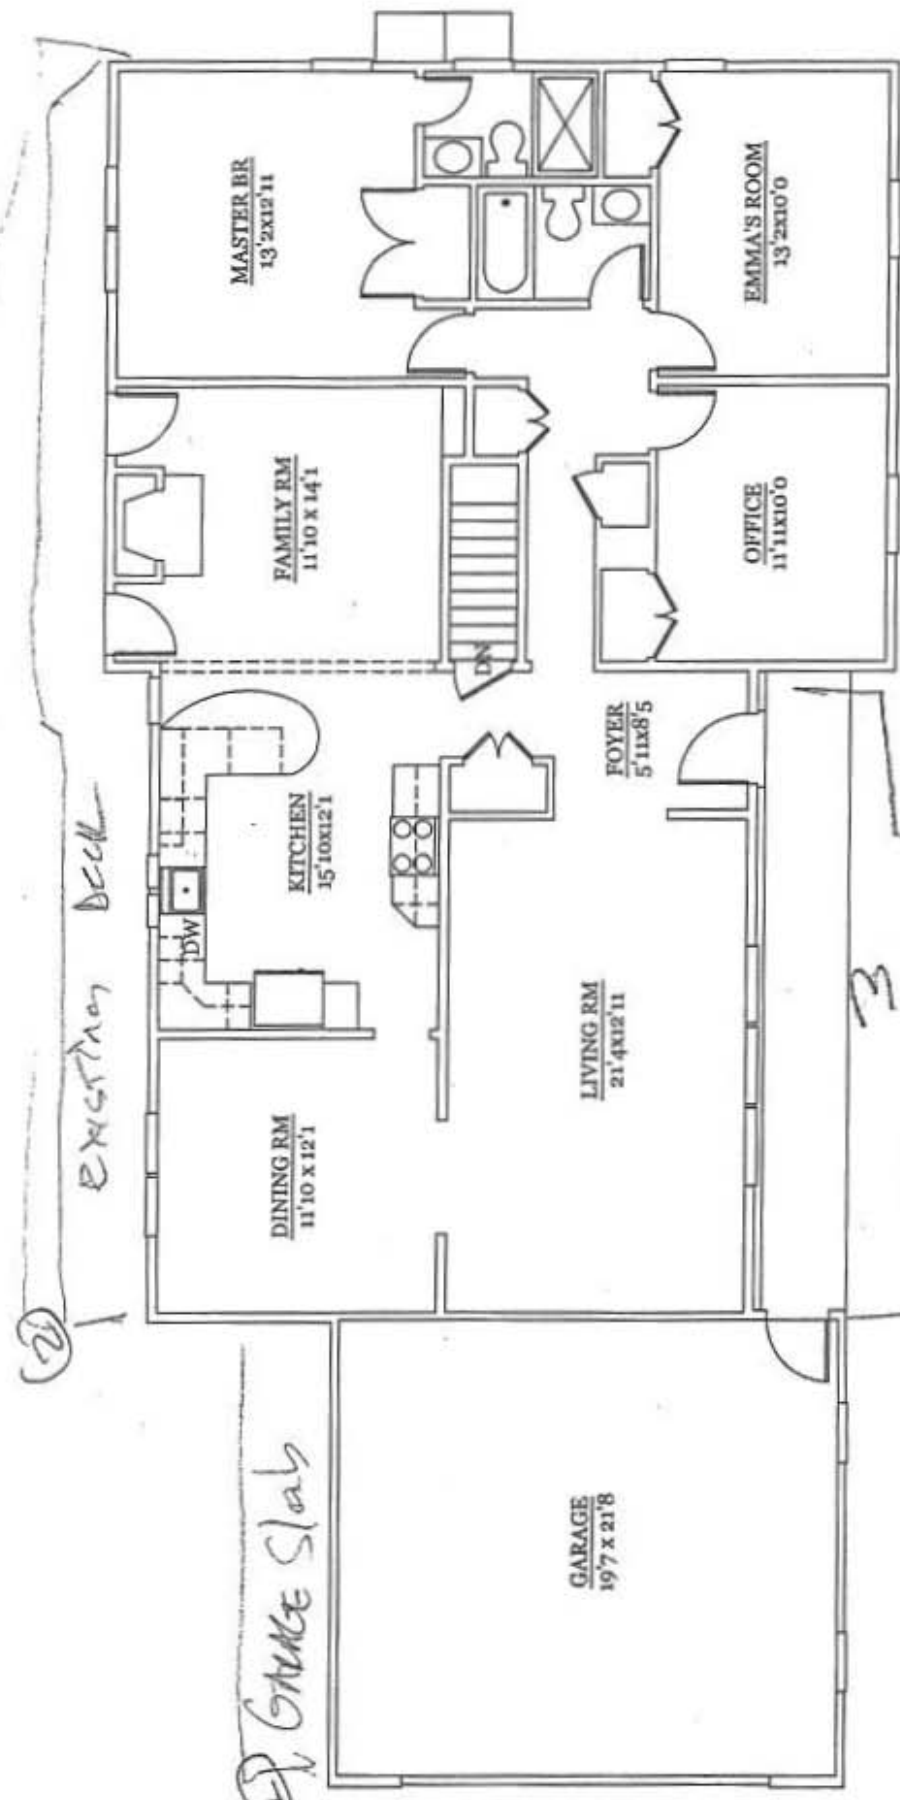 MASTER BR
13'2x12'11
EMMA'S ROOM
13'2x10'0
FAMILY RM
11'10 x 14'1
OFFICE
11'11x10'0
DN
FOYER
5'11x8'5
KITCHEN
15'10x12'1
DW
LIVING RM
21'4x12'11
DINING RM
11'10 x 12'1
GARAGE
19'7 x 21'8
2
existing Deck
GARAGE Slab
3